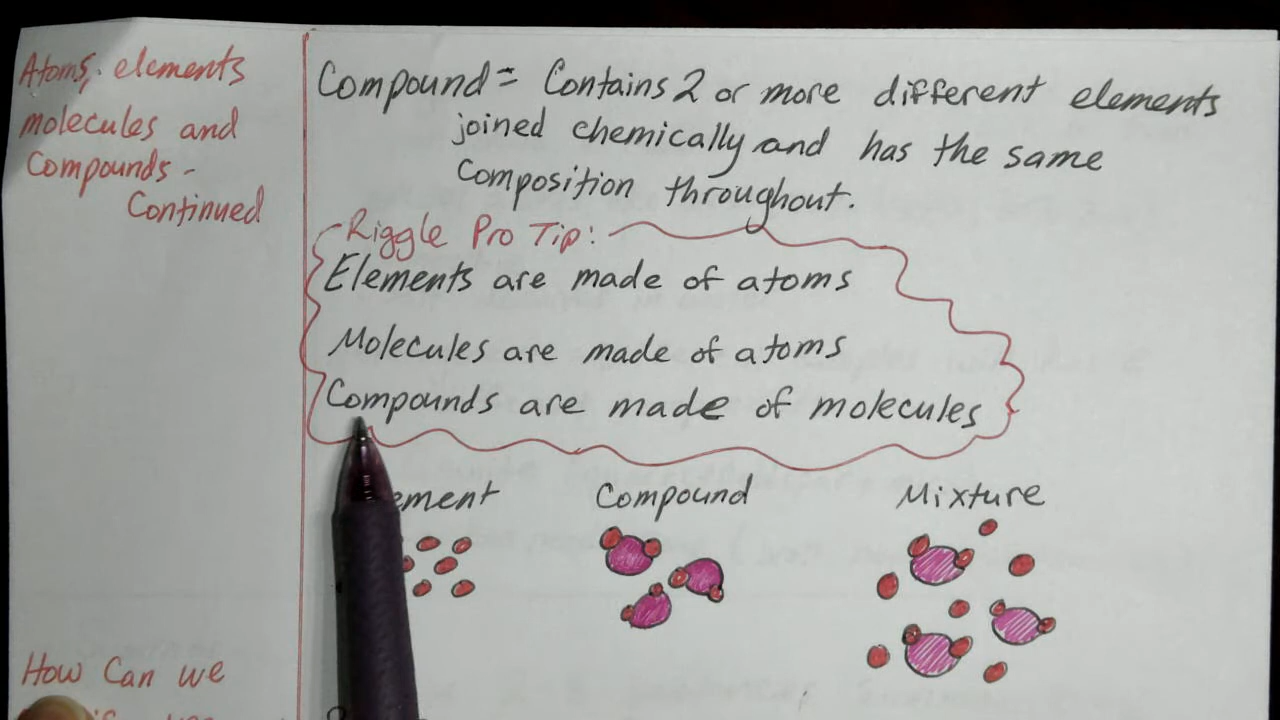 Atoms, elements
molecules and
Compounds -
Continued
Compound = Contains 2 or more different elements
joined chemically and has the same
composition throughout.
Riggle Pro Tip:
Elements are made of atoms
Molecules are made of atoms
Compounds are made of molecules
ement Compound Mixture
How Can we